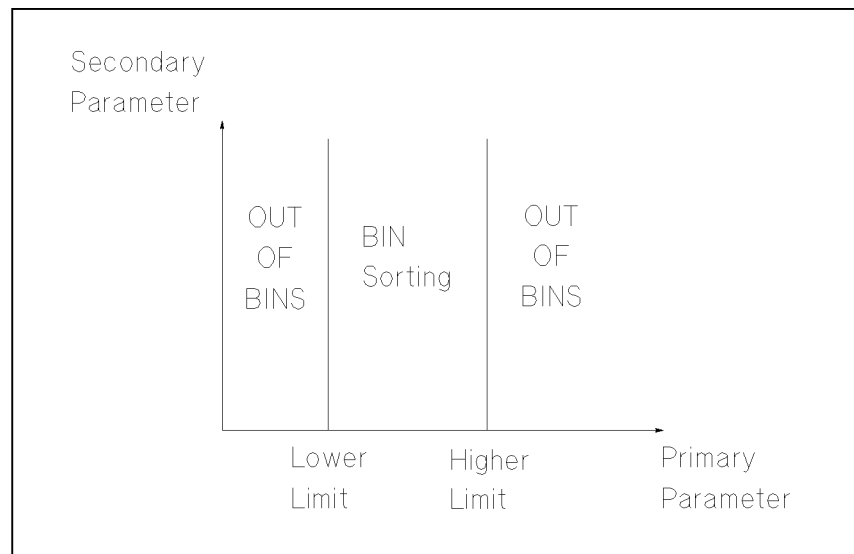 Secondary
Parameter
OUT
OF
BINS
BIN
Sorting
OUT
OF
BINS
Lower
Limit
Higher
Limit
Primary
Parameter